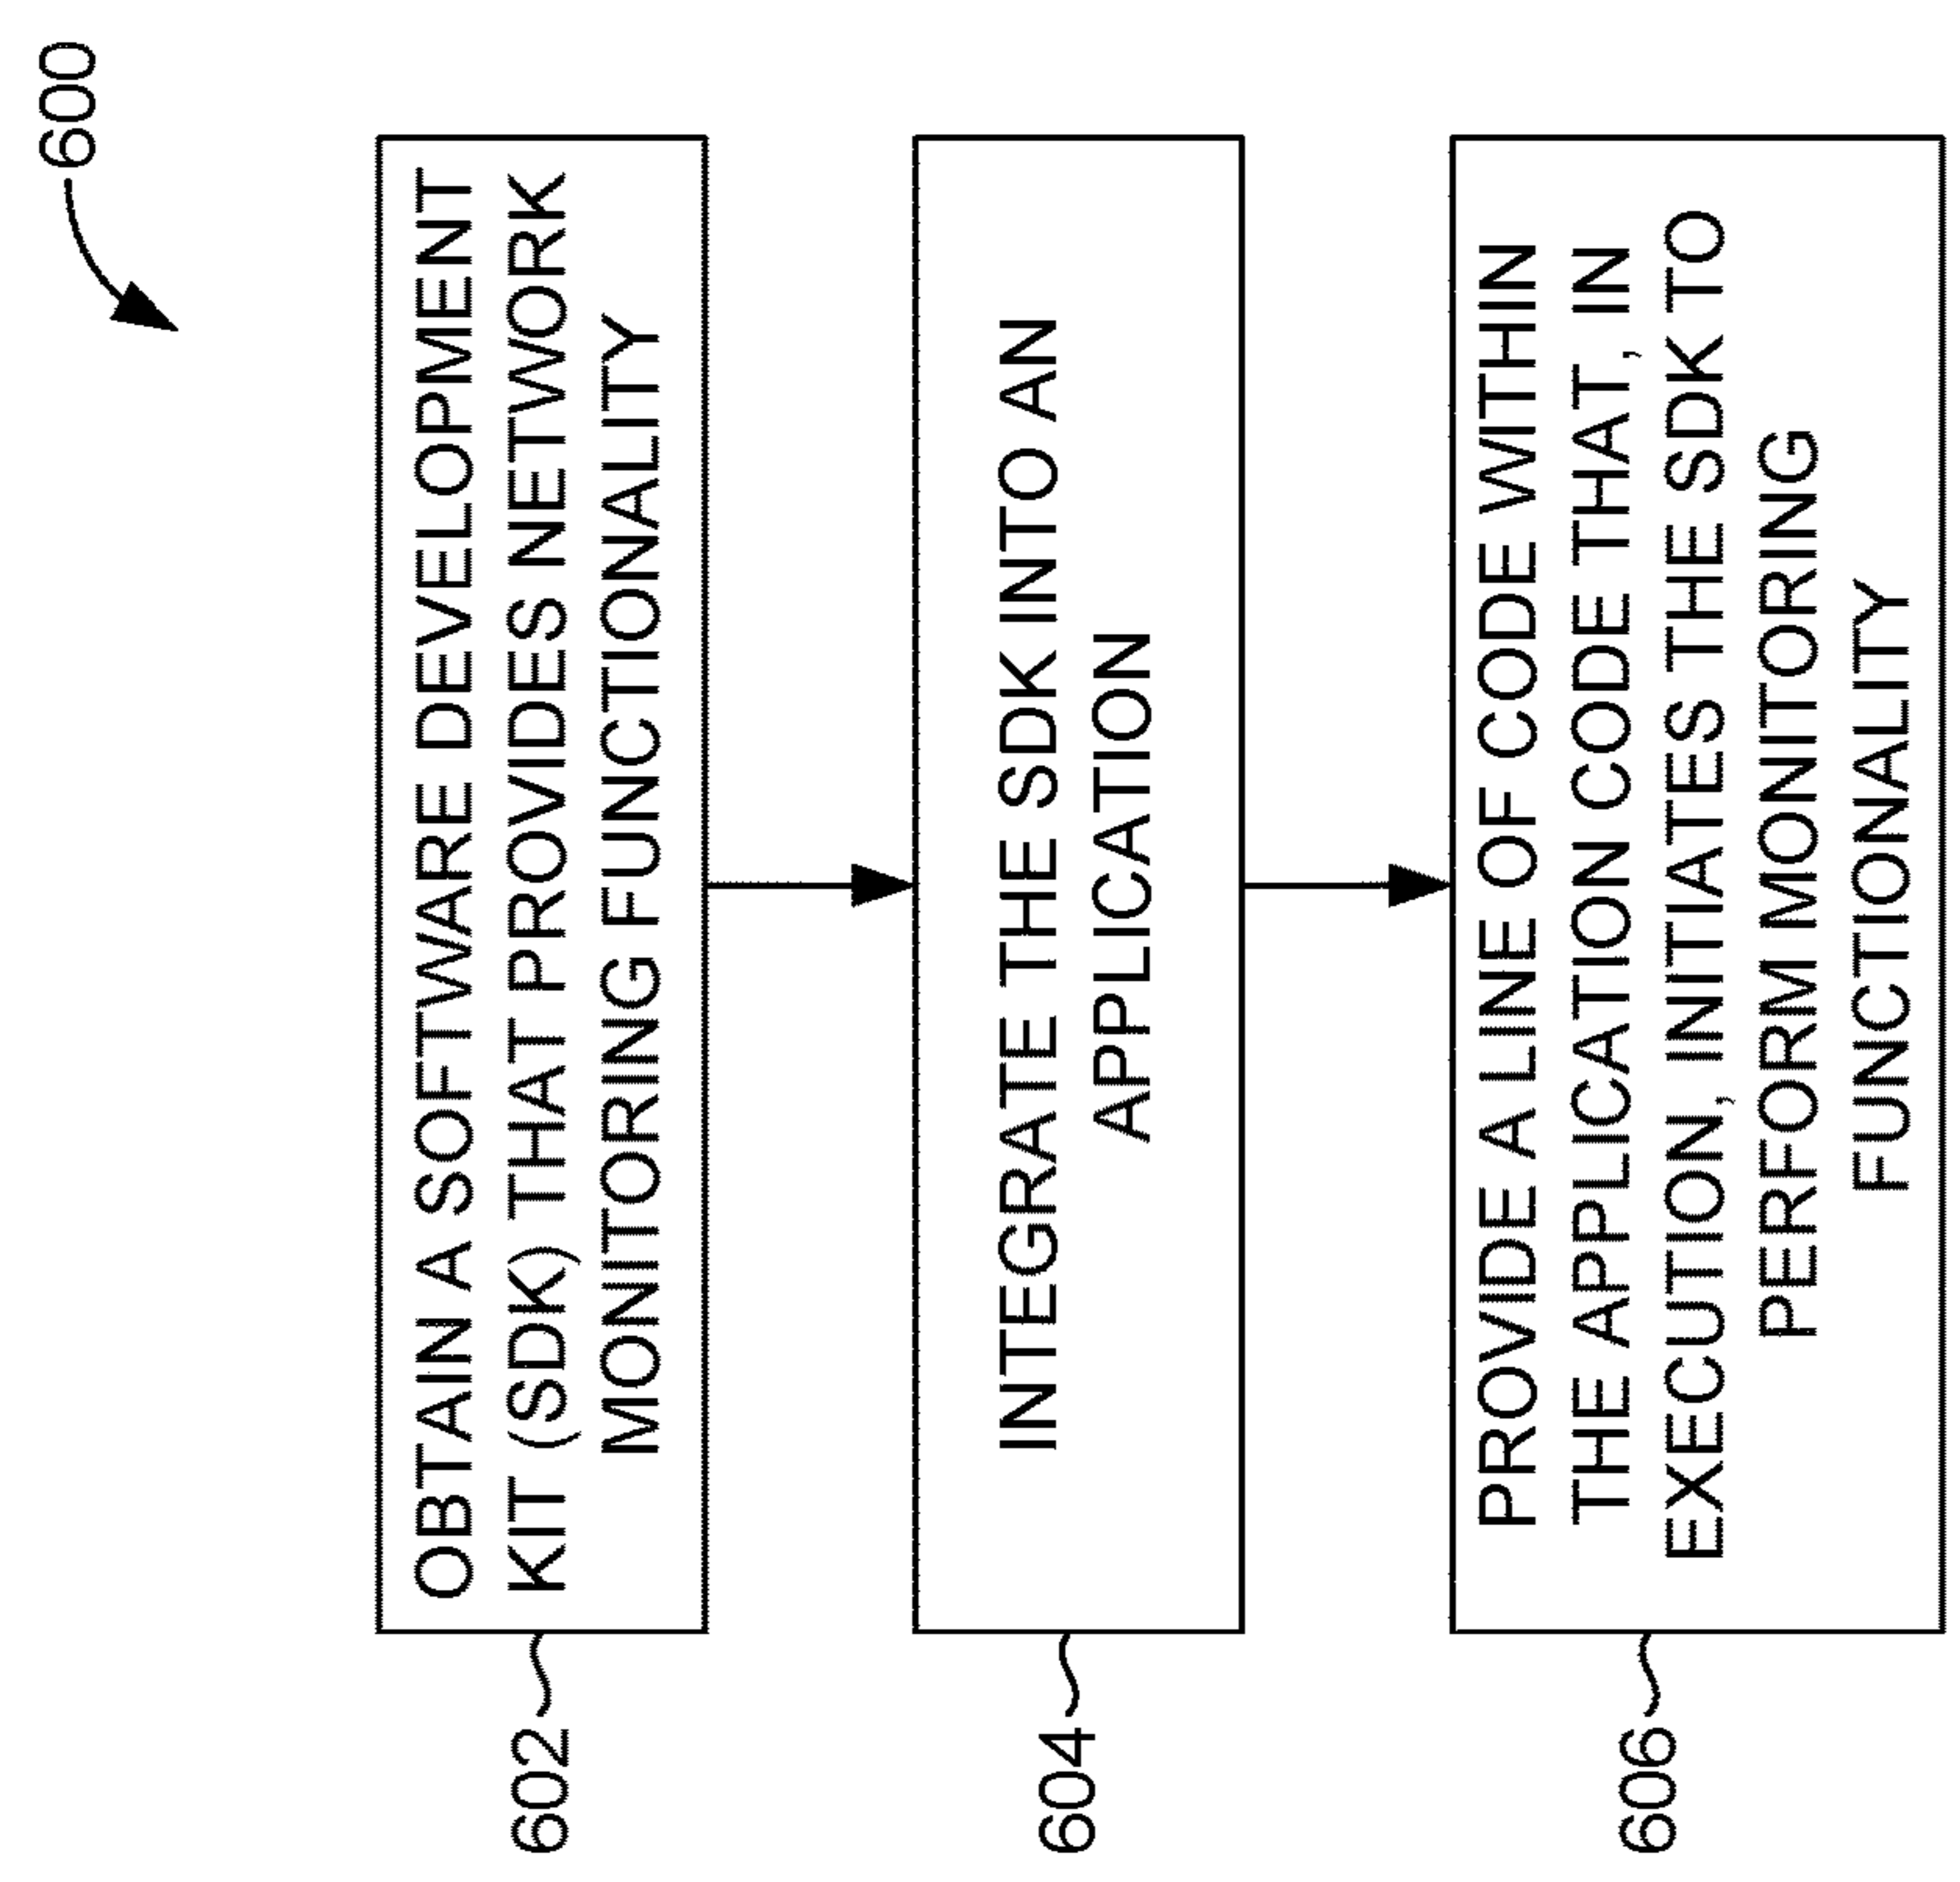 600
602
OBTAIN A SOFTWARE DEVELOPMENT
KIT (SDK) THAT PROVIDES NETWORK
MONITORING FUNCTIONALITY
604
INTEGRATE THE SDK INTO AN
APPLICATION
606
PROVIDE A LINE OF CODE WITHIN
THE APPLICATION CODE THAT, IN
EXECUTION, INITIATES THE SDK TO
PERFORM MONITORING
FUNCTIONALITY